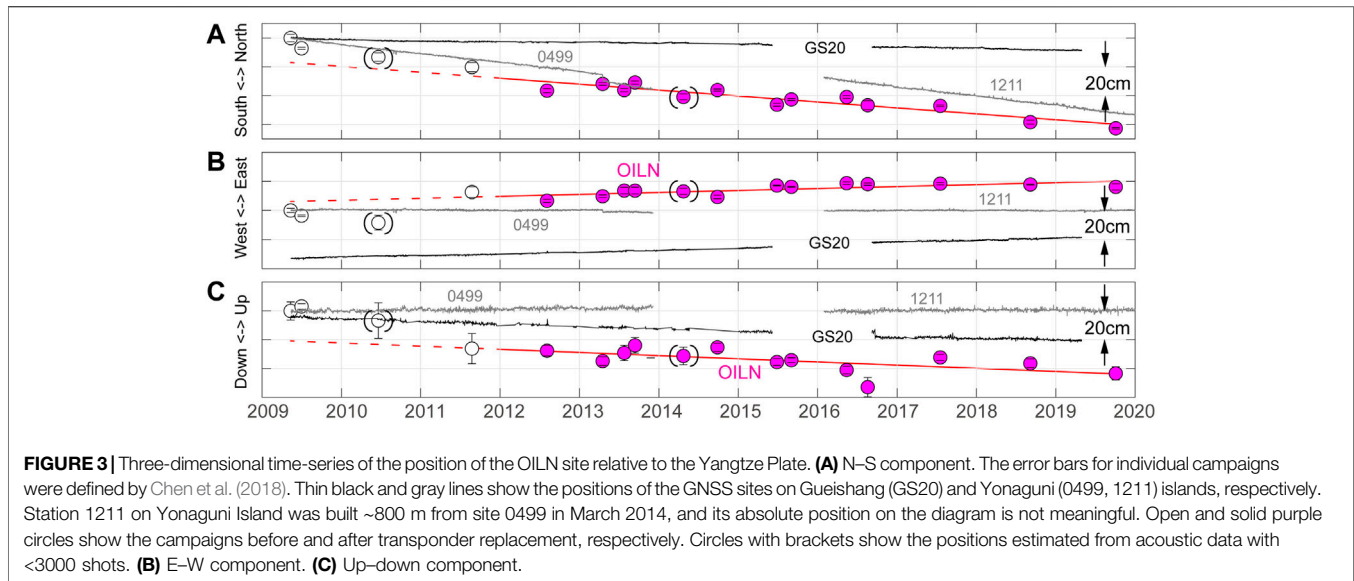 A
South <-> North
GS20
0499
1211
20cm
B
West <-> East
OILN
0499
1211
GS20
20cm
C
Down <-> Up
0499
1211
GS20
20cm
OILN
2009 2010 2011 2012 2013 2014 2015 2016 2017 2018 2019 2020
FIGURE 3 | Three-dimensional time-series of the position of the OILN site relative to the Yangtze Plate. (A) N–S component. The error bars for individual campaigns
were defined by Chen et al. (2018). Thin black and gray lines show the positions of the GNSS sites on Gueishang (GS20) and Yonaguni (0499, 1211) islands, respectively.
Station 1211 on Yonaguni Island was built ~800 m from site 0499 in March 2014, and its absolute position on the diagram is not meaningful. Open and solid purple
circles show the campaigns before and after transponder replacement, respectively. Circles with brackets show the positions estimated from acoustic data with
<3000 shots. (B) E–W component. (C) Up–down component.